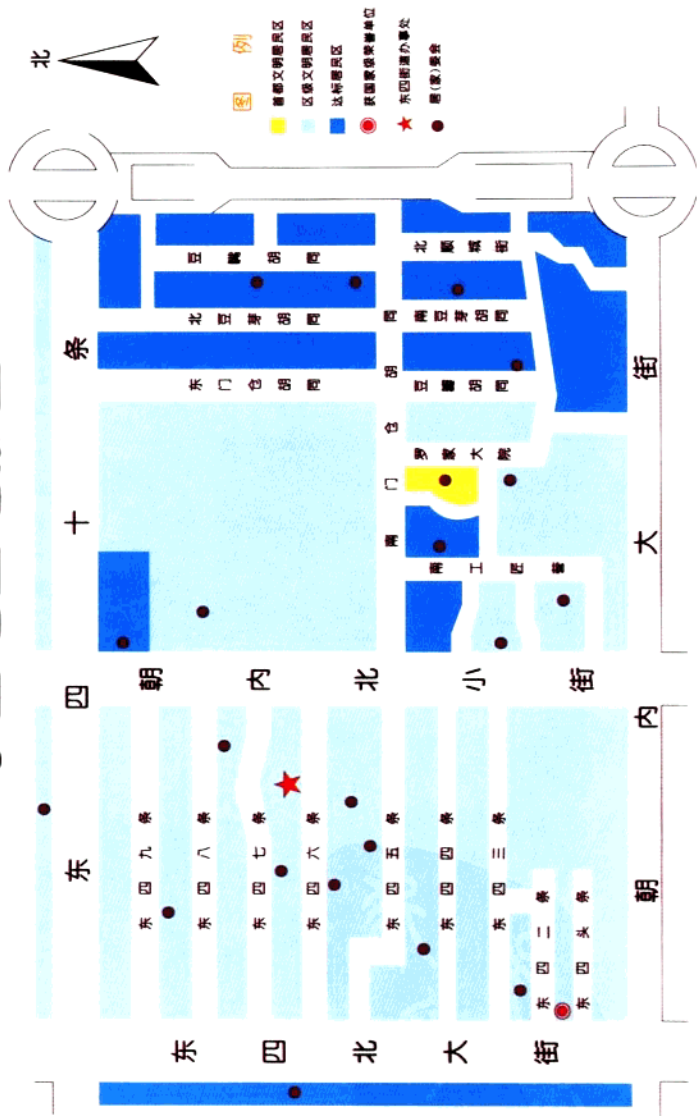 北
图 例
首都文明居民区
区级文明居民区
达标居民区
获国家级荣誉单位
东四街道办事处
居(家)委会
东四十条
朝内北小街
东四北大街
朝内大街
东四九条
东四八条
东四七条
东四六条
东四五条
东四四条
东四三条
东四二条
东四头条
豆瓣胡同
北豆芽胡同
东门仓胡同
南门仓胡同
北顺城街
南豆芽胡同
豆瓣胡同
罗家大院
南工匠营